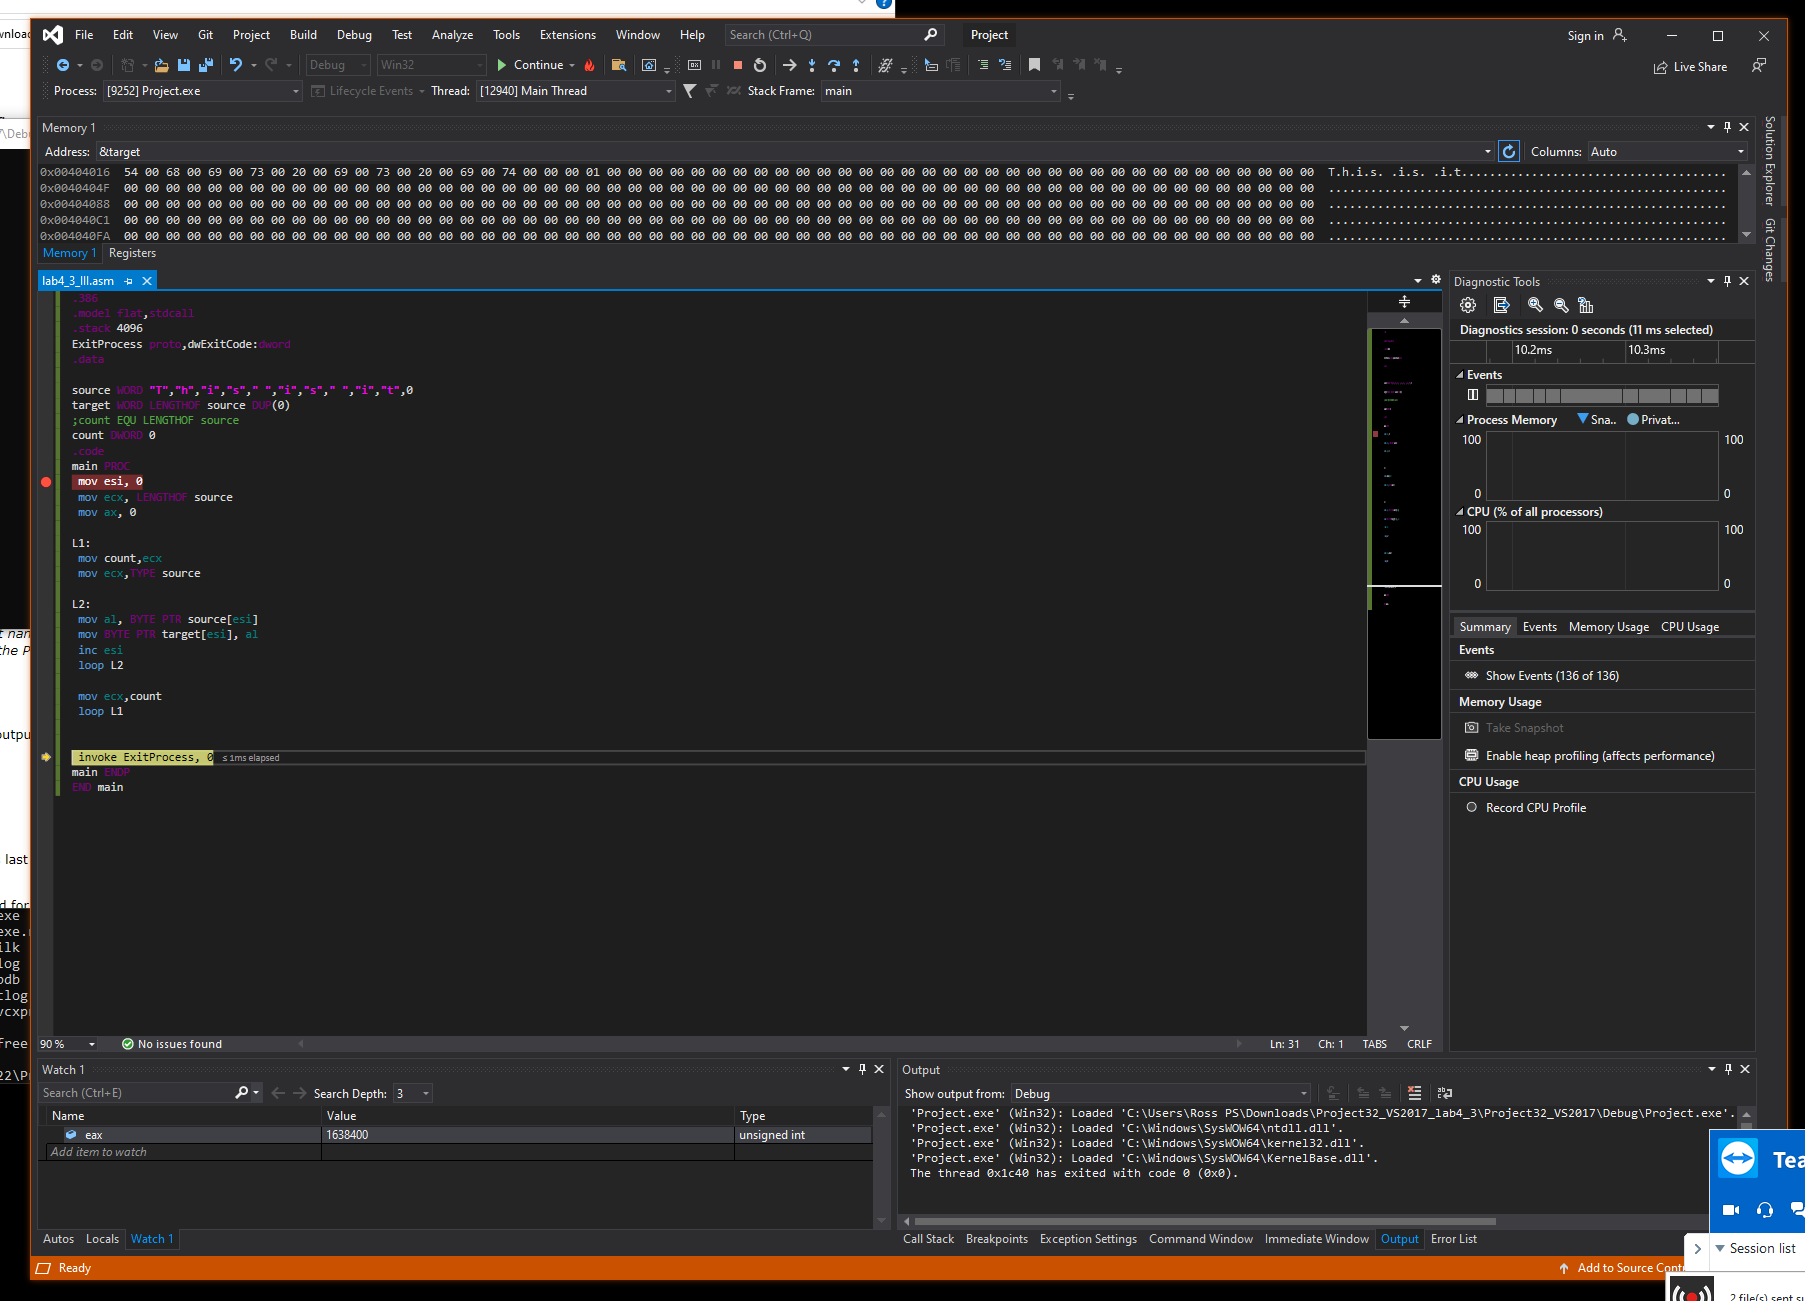 File Edit View Git Project Build Debug Test Analyze Tools Extensions Window Help Search (Ctrl+Q) Project Sign in
Debug Win32 Continue Live Share
Process: [9252] Project.exe Lifecycle Events Thread: [12940] Main Thread Stack Frame: main
Memory 1
Address: &target Columns: Auto
0x00404016 54 00 68 00 69 00 73 00 20 00 69 00 73 00 20 00 69 00 74 00 00 00 01 00 00 00 00 00 00 00 00 00 00 00 00 00 00 00 00 00 00 00 00 00 00 00 00 00 00 00 00 00 00 00 00 00 00 T.h.i.s. .i.s. .i.t......................................
0x0040404F 00 00 00 00 00 00 00 00 00 00 00 00 00 00 00 00 00 00 00 00 00 00 00 00 00 00 00 00 00 00 00 00 00 00 00 00 00 00 00 00 00 00 00 00 00 00 00 00 00 00 00 00 00 00 00 00 00 .........................................................
0x00404088 00 00 00 00 00 00 00 00 00 00 00 00 00 00 00 00 00 00 00 00 00 00 00 00 00 00 00 00 00 00 00 00 00 00 00 00 00 00 00 00 00 00 00 00 00 00 00 00 00 00 00 00 00 00 00 00 00 .........................................................
0x004040C1 00 00 00 00 00 00 00 00 00 00 00 00 00 00 00 00 00 00 00 00 00 00 00 00 00 00 00 00 00 00 00 00 00 00 00 00 00 00 00 00 00 00 00 00 00 00 00 00 00 00 00 00 00 00 00 00 00 .........................................................
0x004040FA 00 00 00 00 00 00 00 00 00 00 00 00 00 00 00 00 00 00 00 00 00 00 00 00 00 00 00 00 00 00 00 00 00 00 00 00 00 00 00 00 00 00 00 00 00 00 00 00 00 00 00 00 00 00 00 00 00 .........................................................
Memory 1 Registers
Solution Explorer
Git Changes
lab4_3_III.asm
.386
.model flat,stdcall
.stack 4096
ExitProcess proto,dwExitCode:dword
.data
source WORD "T","h","i","s"," ","i","s"," ","i","t",0
target WORD LENGTHOF source DUP(0)
;count EQU LENGTHOF source
count DWORD 0
.code
main PROC
mov esi, 0
mov ecx, LENGTHOF source
mov ax, 0
L1:
mov count,ecx
mov ecx,TYPE source
L2:
mov al, BYTE PTR source[esi]
mov BYTE PTR target[esi], al
inc esi
loop L2
mov ecx,count
loop L1
invoke ExitProcess, 0 ≤ 1ms elapsed
main ENDP
END main
90 % No issues found Ln: 31 Ch: 1 TABS CRLF
Diagnostic Tools
Diagnostics session: 0 seconds (11 ms selected)
10.2ms 10.3ms
Events
Process Memory Sna.. Privat...
100 100
0 0
CPU (% of all processors)
100 100
0 0
Summary Events Memory Usage CPU Usage
Events
Show Events (136 of 136)
Memory Usage
Take Snapshot
Enable heap profiling (affects performance)
CPU Usage
Record CPU Profile
Watch 1
Search (Ctrl+E) Search Depth: 3
Name Value Type
eax 1638400 unsigned int
Add item to watch
Autos Locals Watch 1
Output
Show output from: Debug
'Project.exe' (Win32): Loaded 'C:\Users\Ross PS\Downloads\Project32_VS2017_lab4_3\Project32_VS2017\Debug\Project.exe'.
'Project.exe' (Win32): Loaded 'C:\Windows\SysWOW64\ntdll.dll'.
'Project.exe' (Win32): Loaded 'C:\Windows\SysWOW64\kernel32.dll'.
'Project.exe' (Win32): Loaded 'C:\Windows\SysWOW64\KernelBase.dll'.
The thread 0x1c40 has exited with code 0 (0x0).
Call Stack Breakpoints Exception Settings Command Window Immediate Window Output Error List
Ready Add to Source Contr
Tea
Session list
2 file(s) sent su
last
exe
ilk
log
free